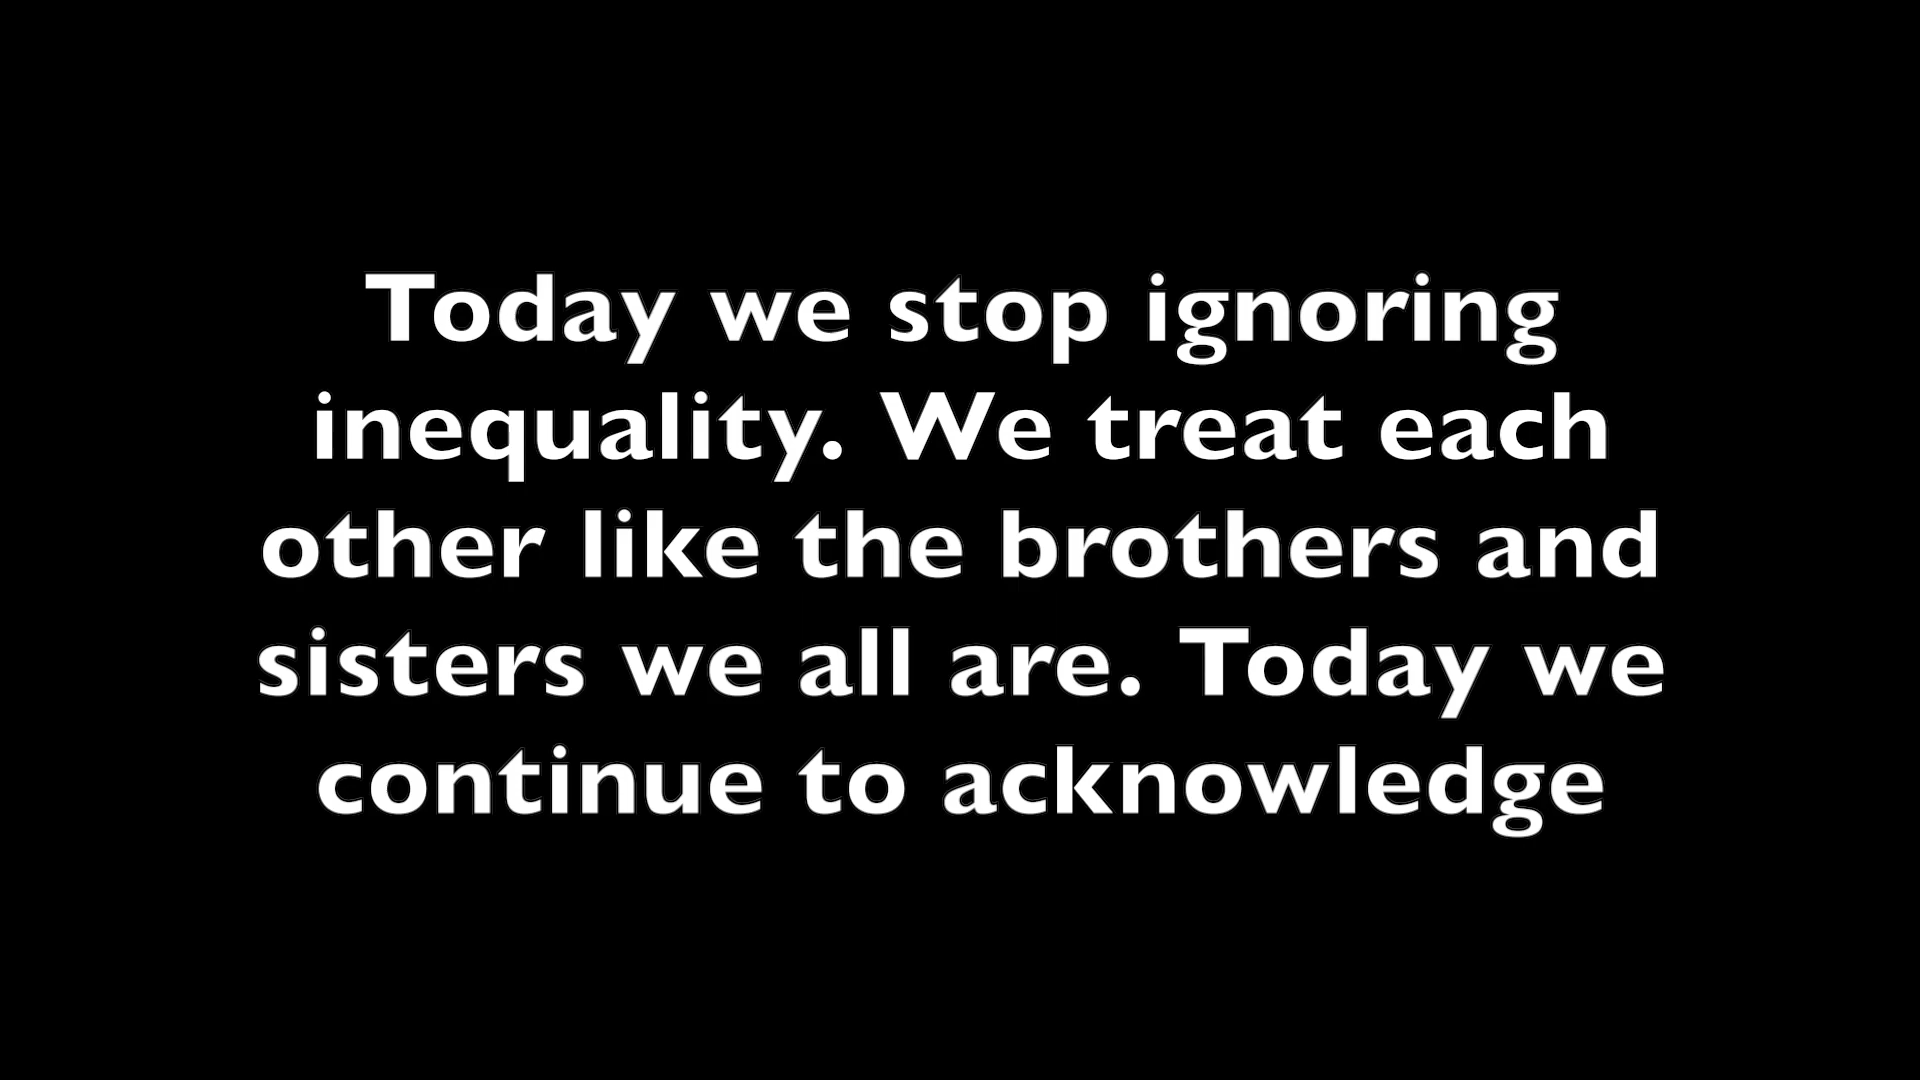 Today we stop ignoring
inequality. We treat each
other like the brothers and
sisters we all are. Today we
continue to acknowledge